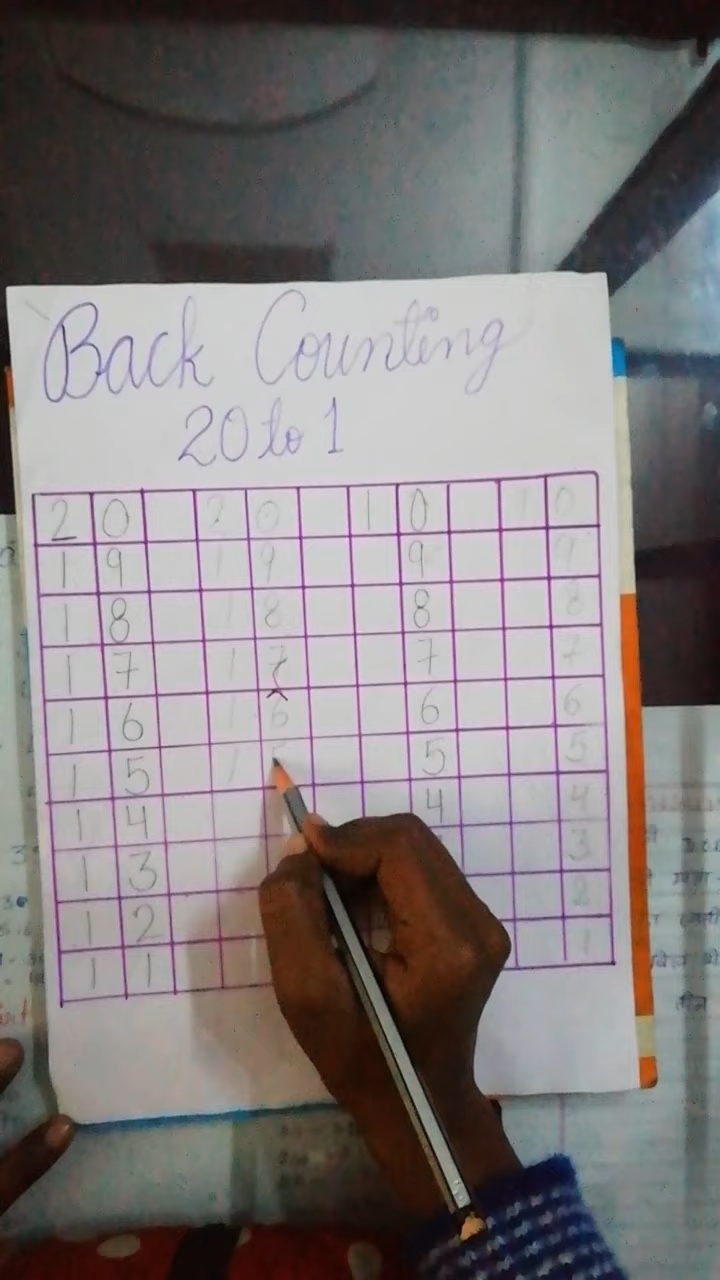 Back Counting
20 to 1
2 0 2 0 1 0 1 0
1 9 1 9 9 9
1 8 1 8 8 8
1 7 1 7 7 7
1 6 1 6 6 6
1 5 1 5 5 5
1 4 4 4
1 3 3
1 2 2
1 1 1